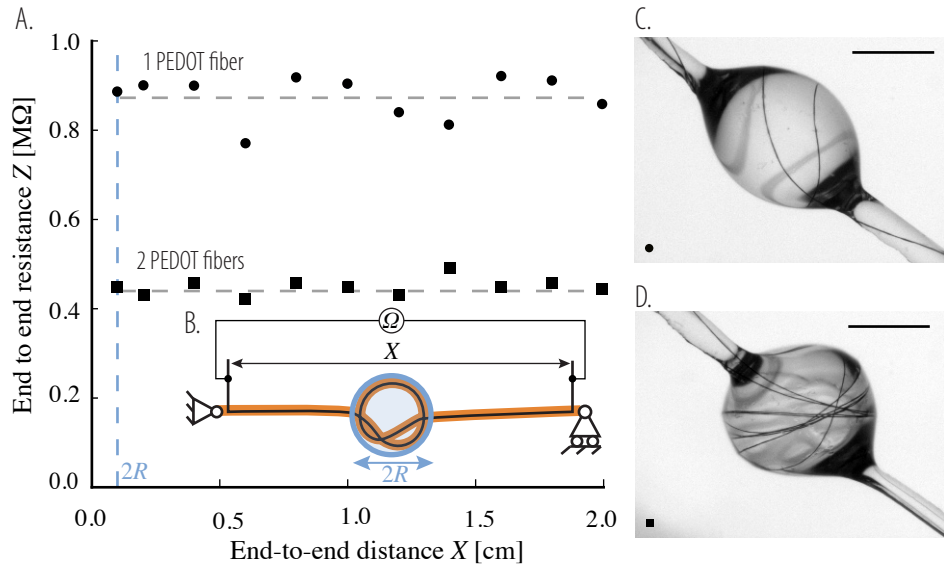 A.
C.
1.0
1 PEDOT fiber
0.8
0.6
2 PEDOT fibers
0.4
B.
Ω
X
0.2
2R
2R
0.0
0.0
0.5
1.0
1.5
2.0
End to end resistance Z [MΩ]
End-to-end distance X [cm]
D.